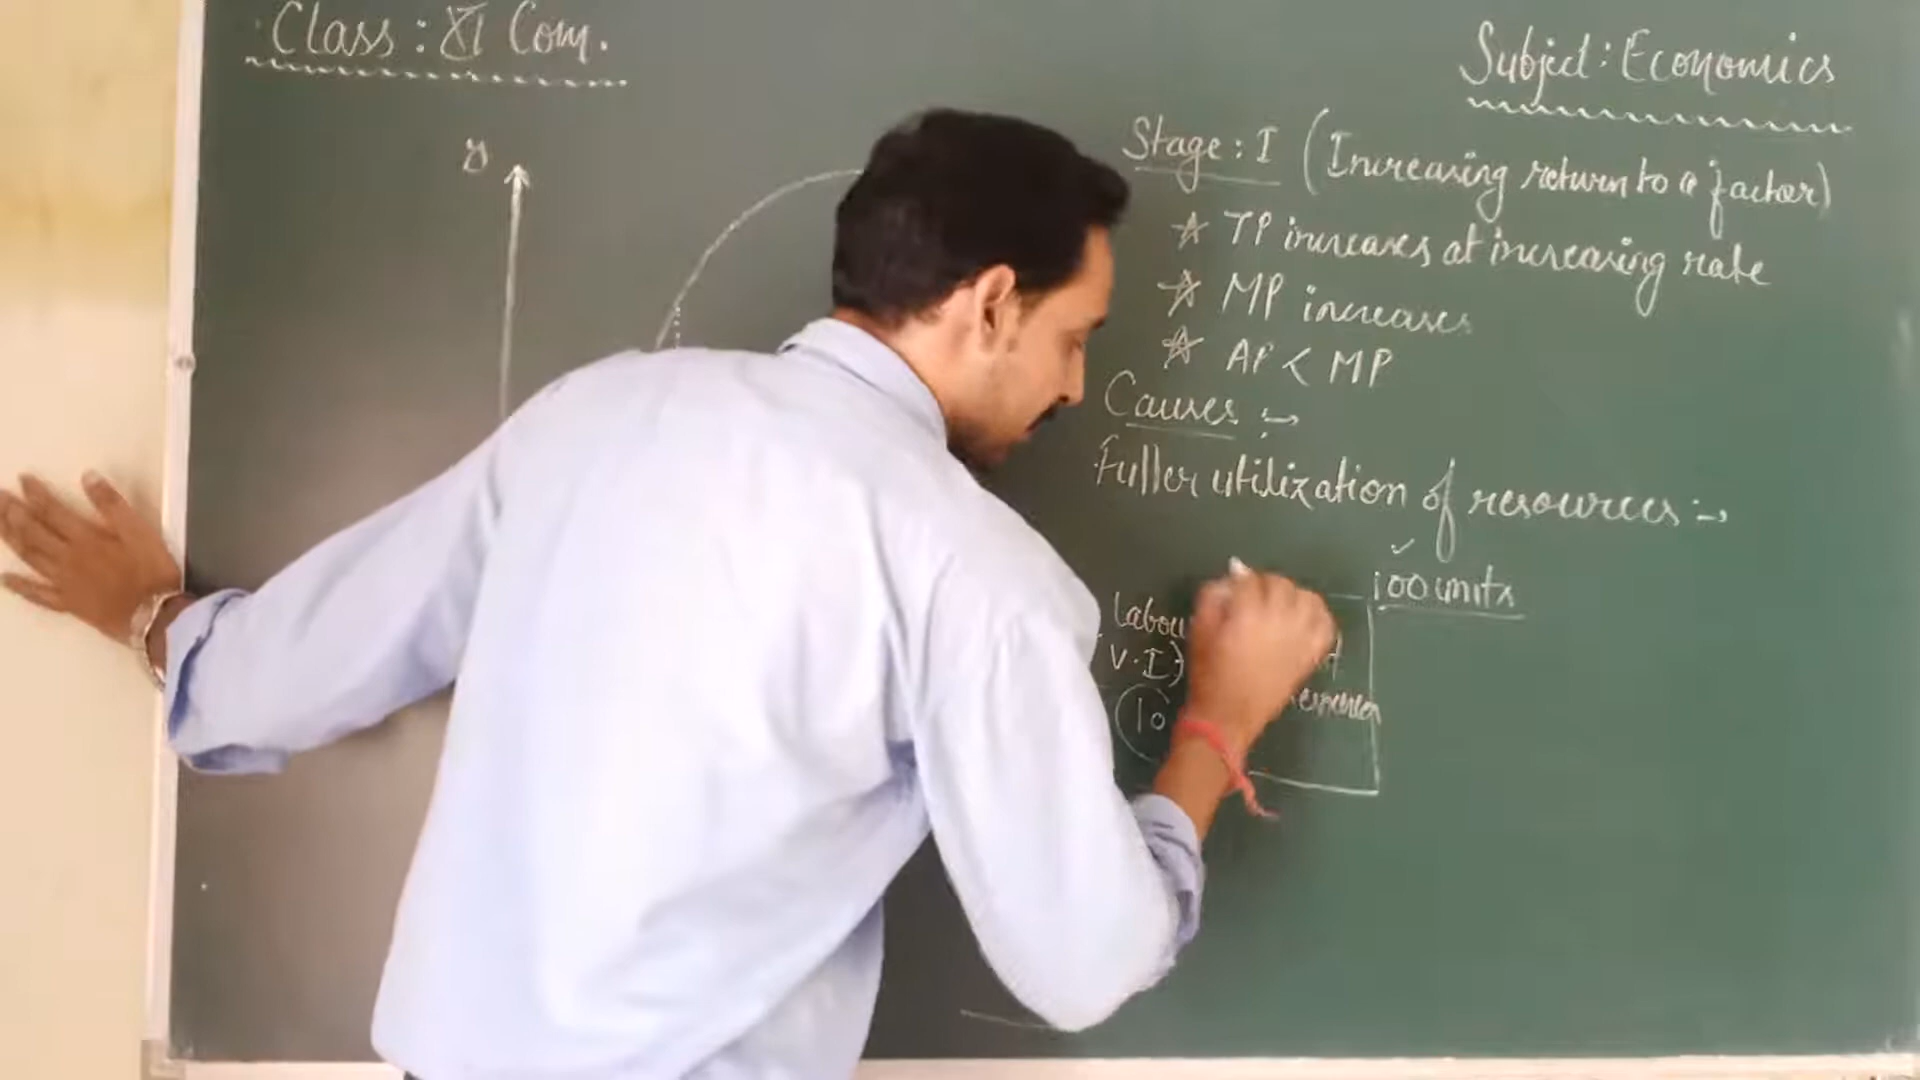 Class : XI Com.
Subject : Economics
y
Stage : I (Increasing return to a factor)
☆ TP increases at increasing rate
☆ MP increases
☆ AP < MP
Causes :→
Fuller utilization of resources :→
✓
100 units
V.I)
10